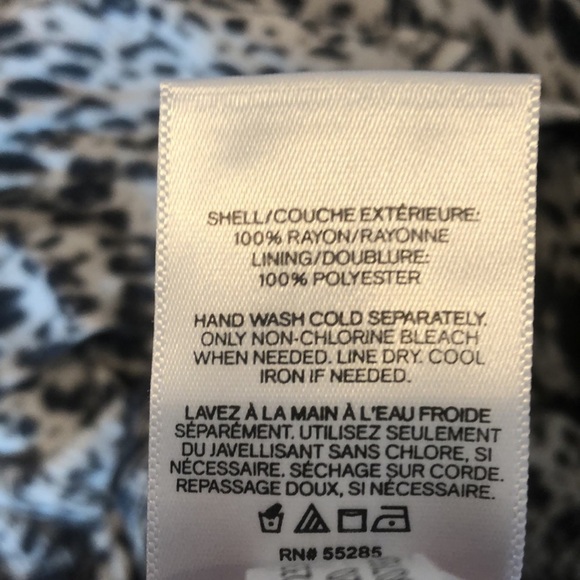 SHELL/COUCHE EXTÉRIEURE:
100% RAYON/RAYONNE
LINING/DOUBLURE:
100% POLYESTER
HAND WASH COLD SEPARATELY.
ONLY NON-CHLORINE BLEACH
WHEN NEEDED. LINE DRY. COOL
IRON IF NEEDED.
LAVEZ À LA MAIN À L'EAU FROIDE
SÉPARÉMENT. UTILISEZ SEULEMENT
DU JAVELLISANT SANS CHLORE, SI
NÉCESSAIRE. SÉCHAGE SUR CORDE.
REPASSAGE DOUX, SI NÉCESSAIRE.
RN# 55285